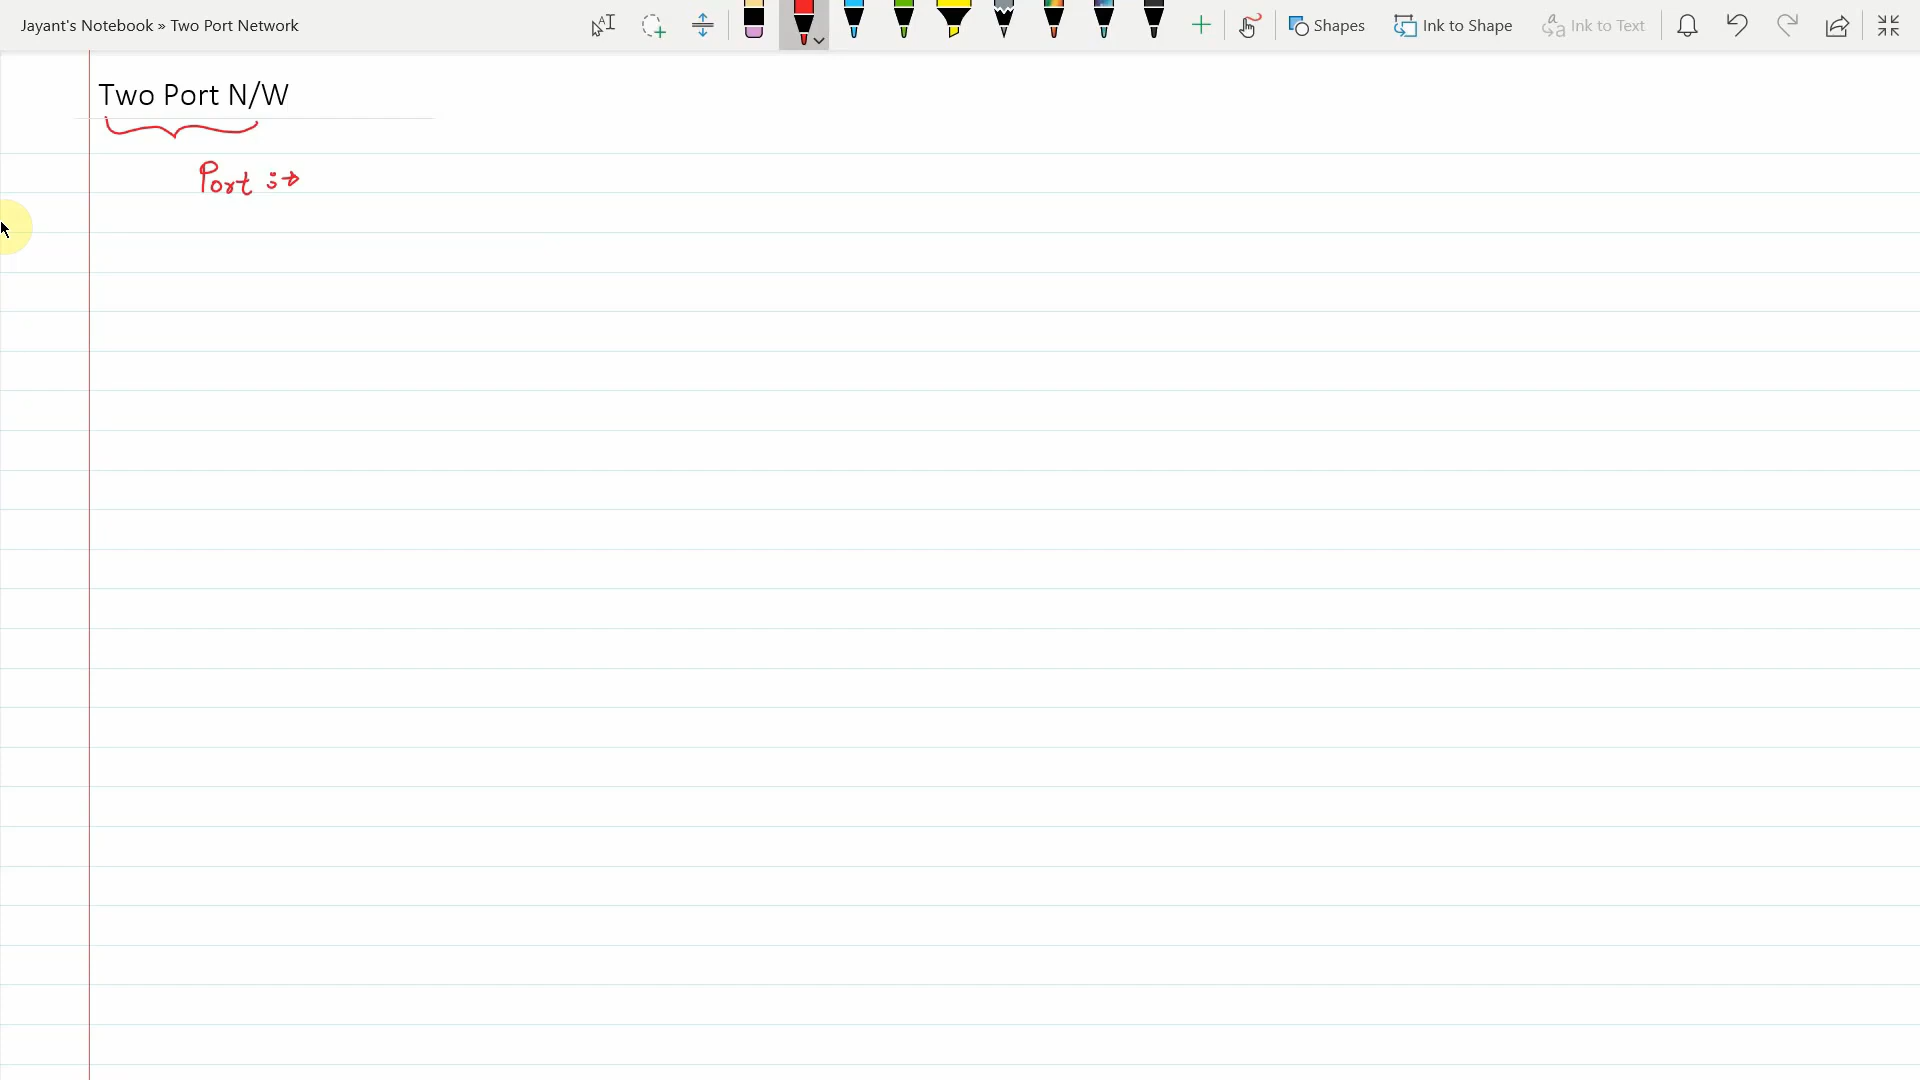 Jayant's Notebook » Two Port Network
Shapes
Ink to Shape
Ink to Text
Two Port N/W
Port :→